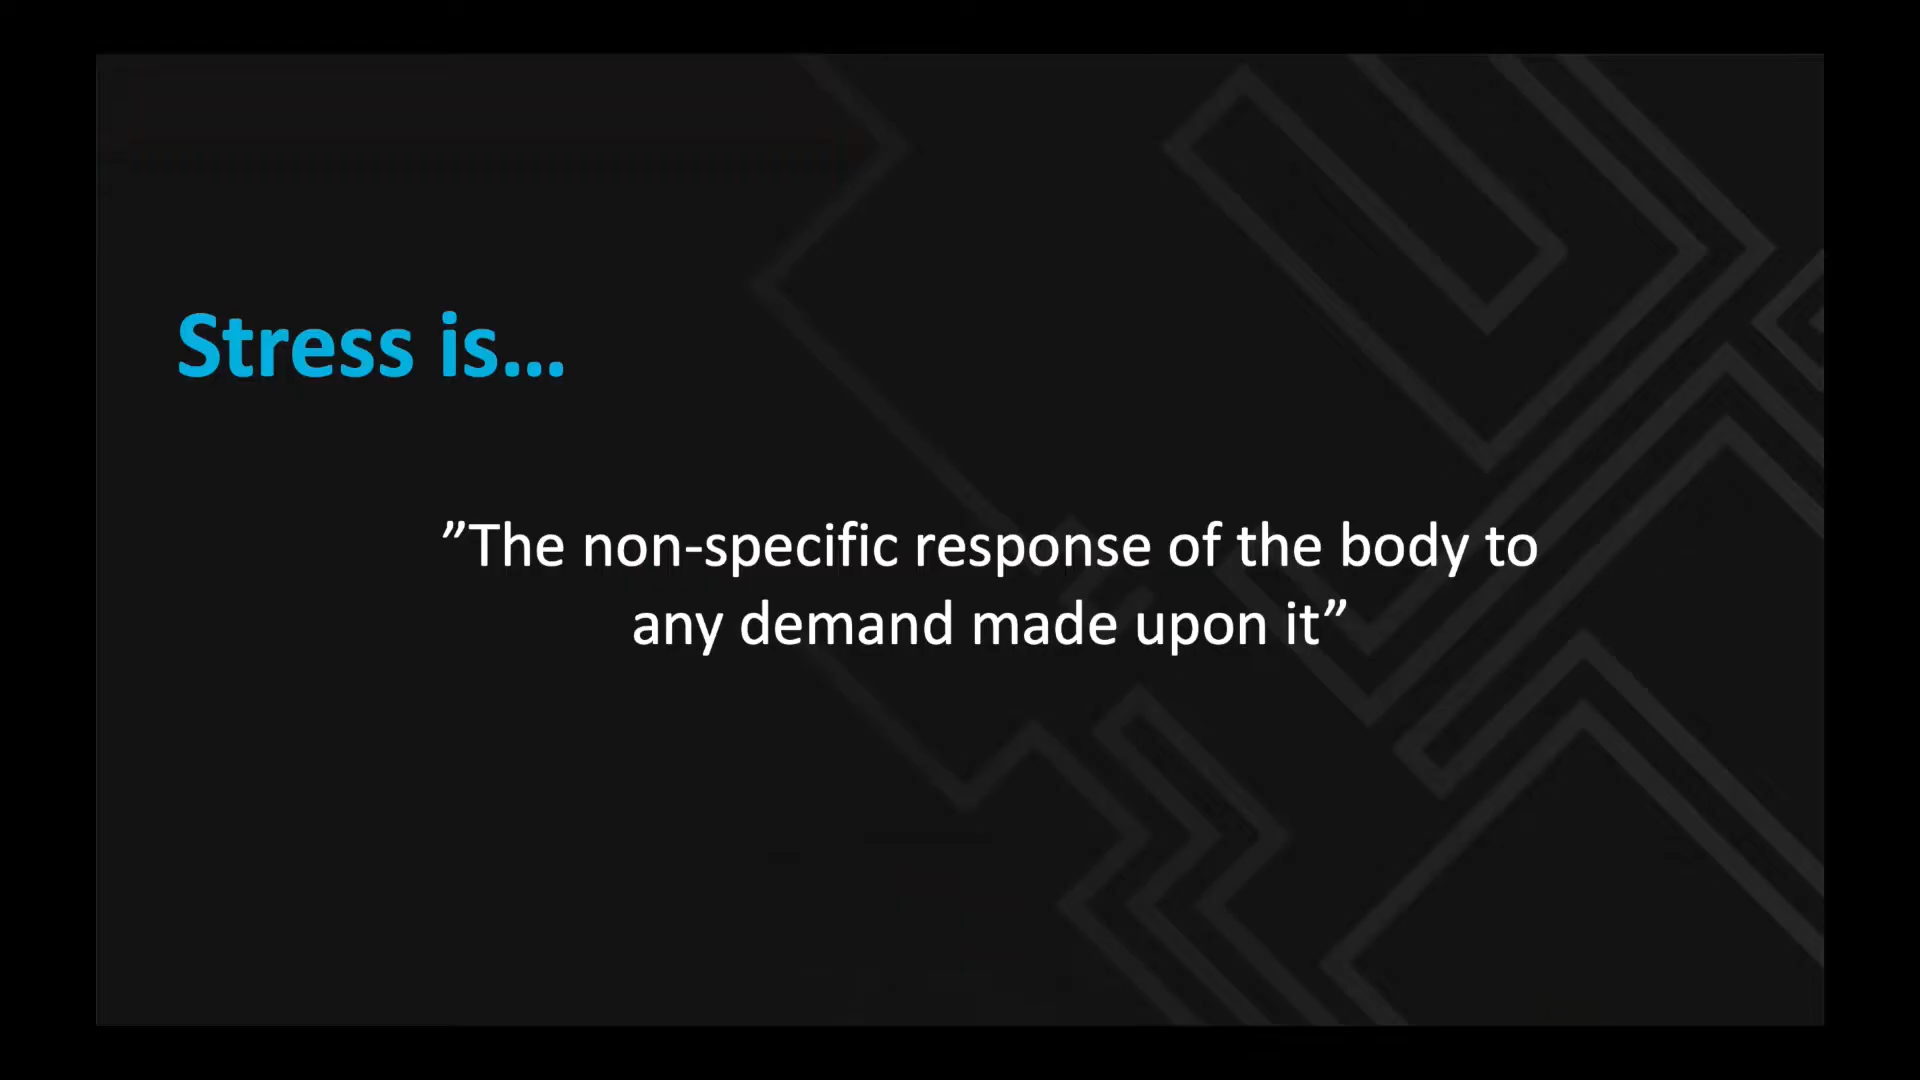 Stress is...
”The non-specific response of the body to
any demand made upon it”